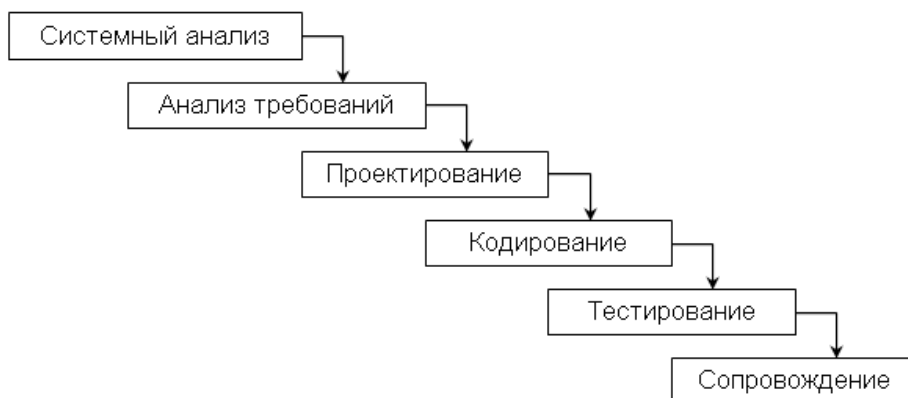 Системный анализ
Анализ требований
Проектирование
Кодирование
Тестирование
Сопровождение